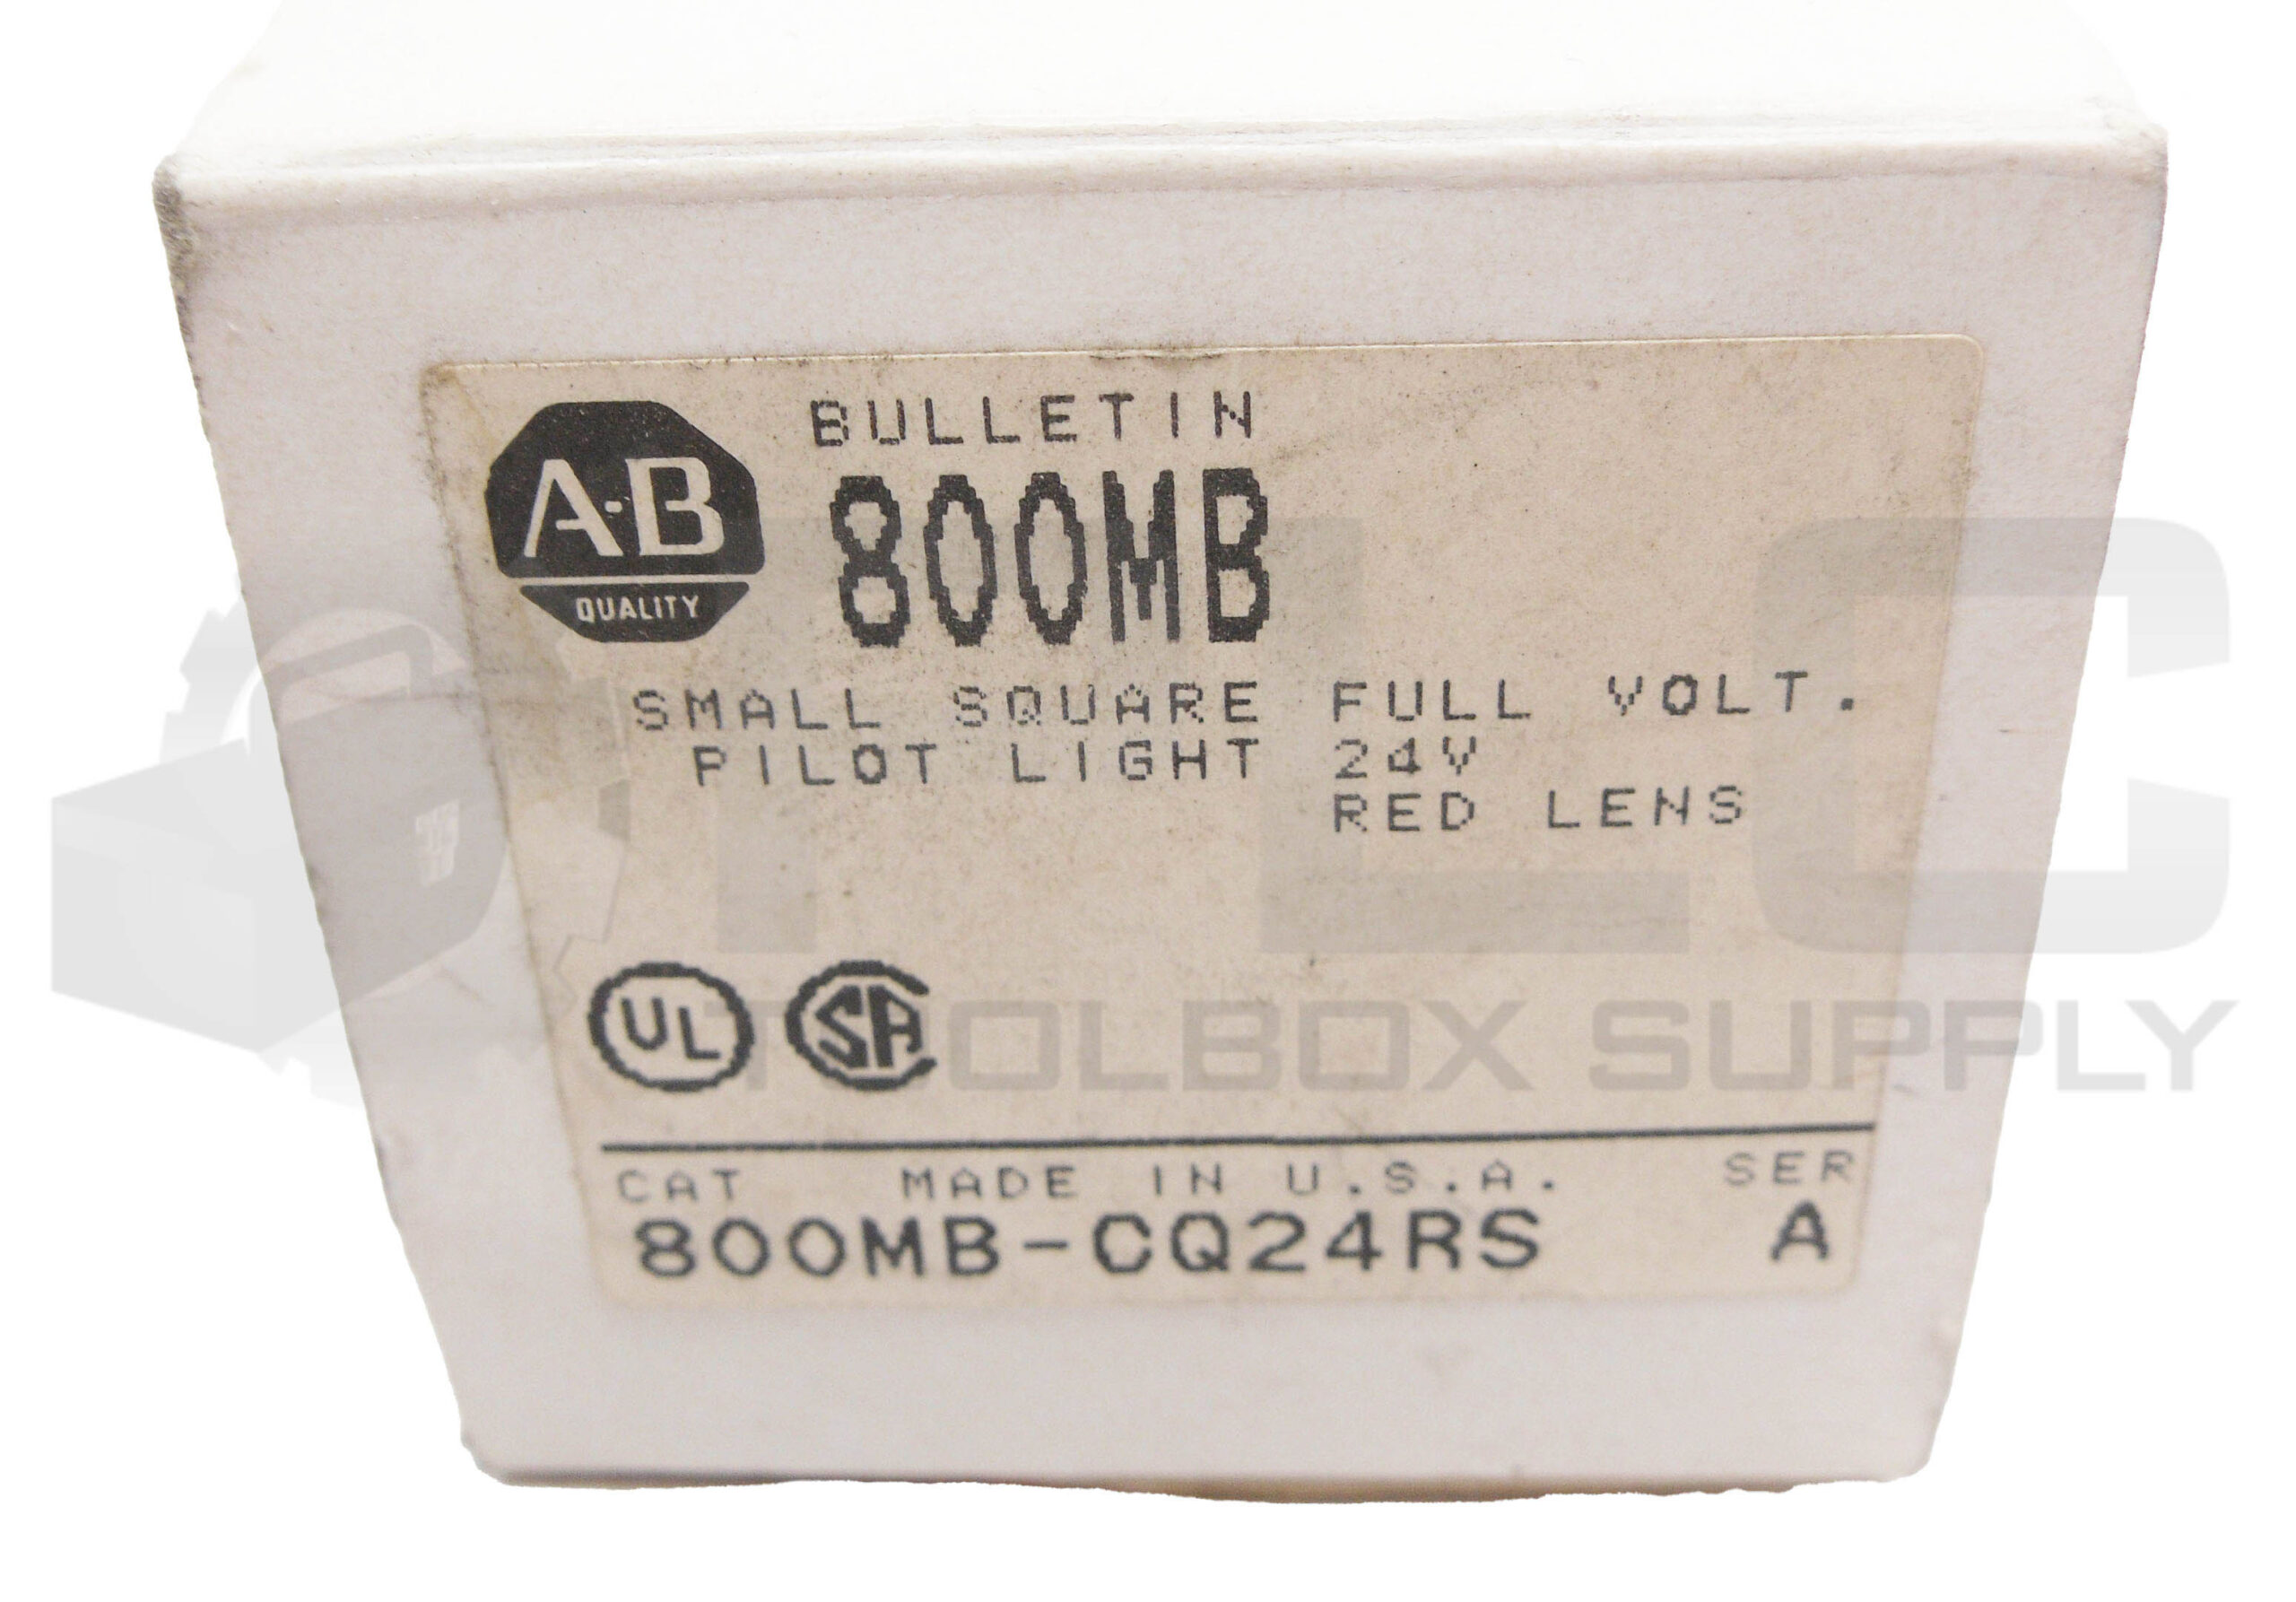 BULLETIN
A-B
QUALITY
800MB
SMALL SQUARE FULL VOLT.
PILOT LIGHT 24V
RED LENS
TLC
TOOLBOX SUPPLY
UL SA
CAT MADE IN U.S.A. SER
800MB-CQ24RS A